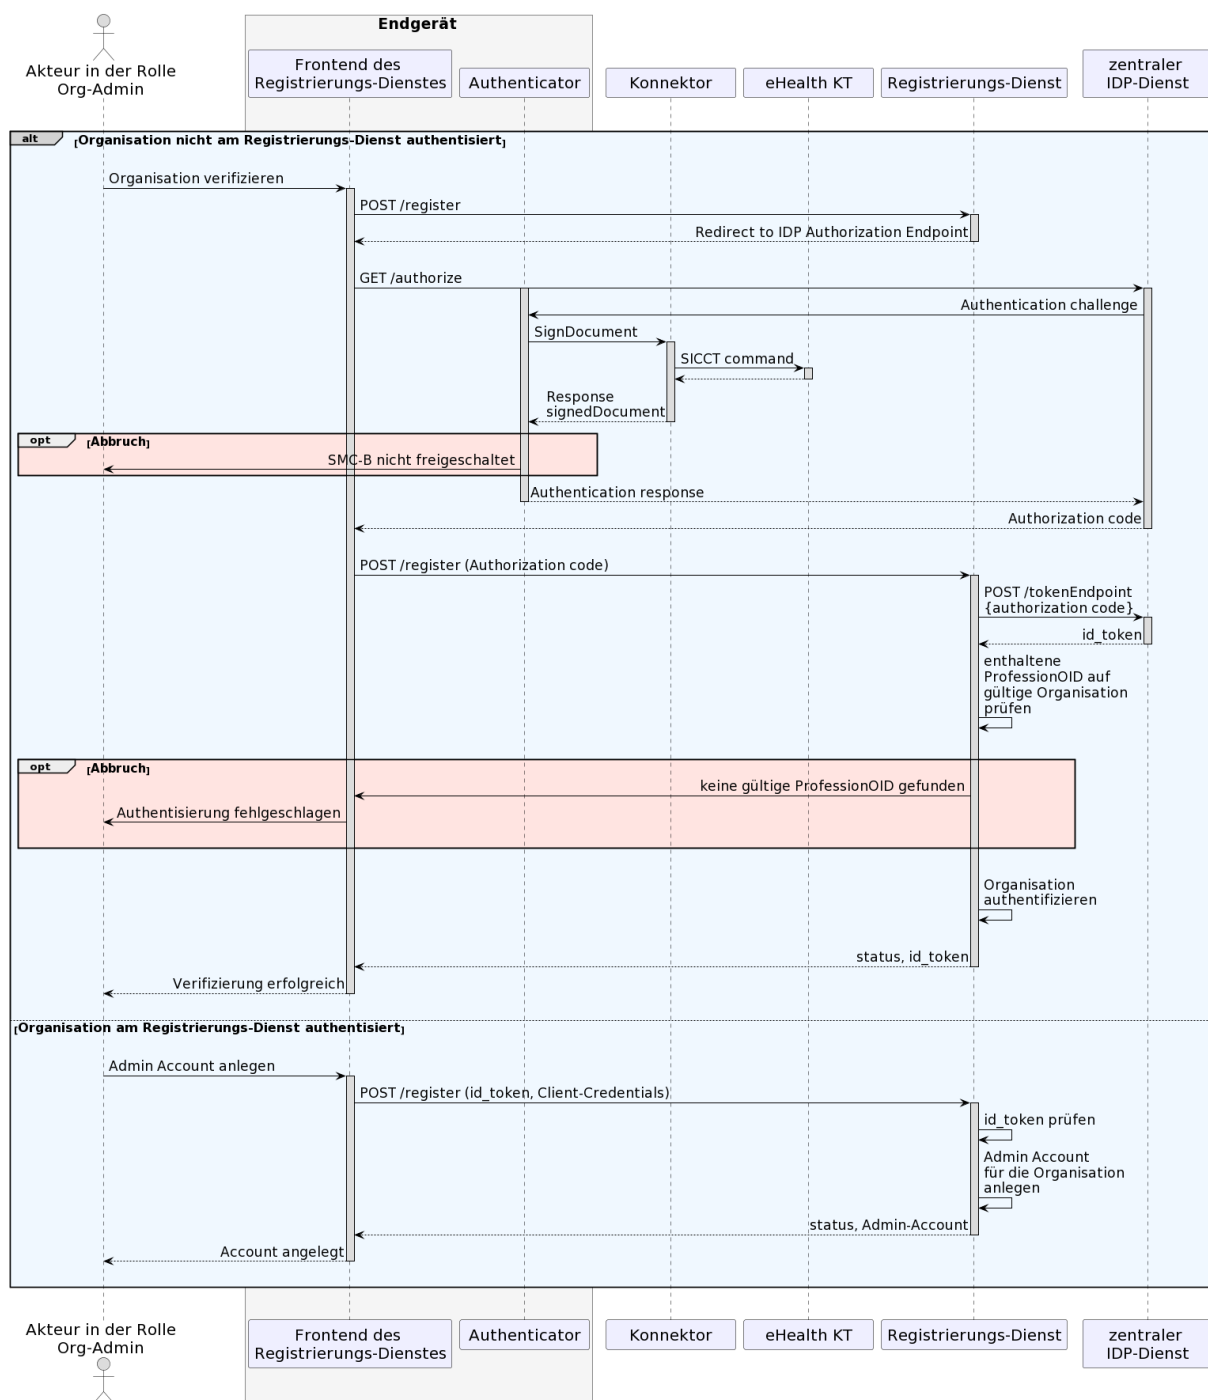 Endgerät
Akteur in der Rolle
Org-Admin
Frontend des
Registrierungs-Dienstes
Authenticator
Konnektor
eHealth KT
Registrierungs-Dienst
zentraler
IDP-Dienst
alt
[Organisation nicht am Registrierungs-Dienst authentisiert]
Organisation verifizieren
POST /register
Redirect to IDP Authorization Endpoint
GET /authorize
Authentication challenge
SignDocument
SICCT command
Response
signedDocument
opt
[Abbruch]
SMC-B nicht freigeschaltet
Authentication response
Authorization code
POST /register (Authorization code)
POST /tokenEndpoint
{authorization code}
id_token
enthaltene
ProfessionOID auf
gültige Organisation
prüfen
opt
[Abbruch]
keine gültige ProfessionOID gefunden
Authentisierung fehlgeschlagen
Organisation
authentifizieren
status, id_token
Verifizierung erfolgreich
[Organisation am Registrierungs-Dienst authentisiert]
Admin Account anlegen
POST /register (id_token, Client-Credentials)
id_token prüfen
Admin Account
für die Organisation
anlegen
status, Admin-Account
Account angelegt
Akteur in der Rolle
Org-Admin
Frontend des
Registrierungs-Dienstes
Authenticator
Konnektor
eHealth KT
Registrierungs-Dienst
zentraler
IDP-Dienst